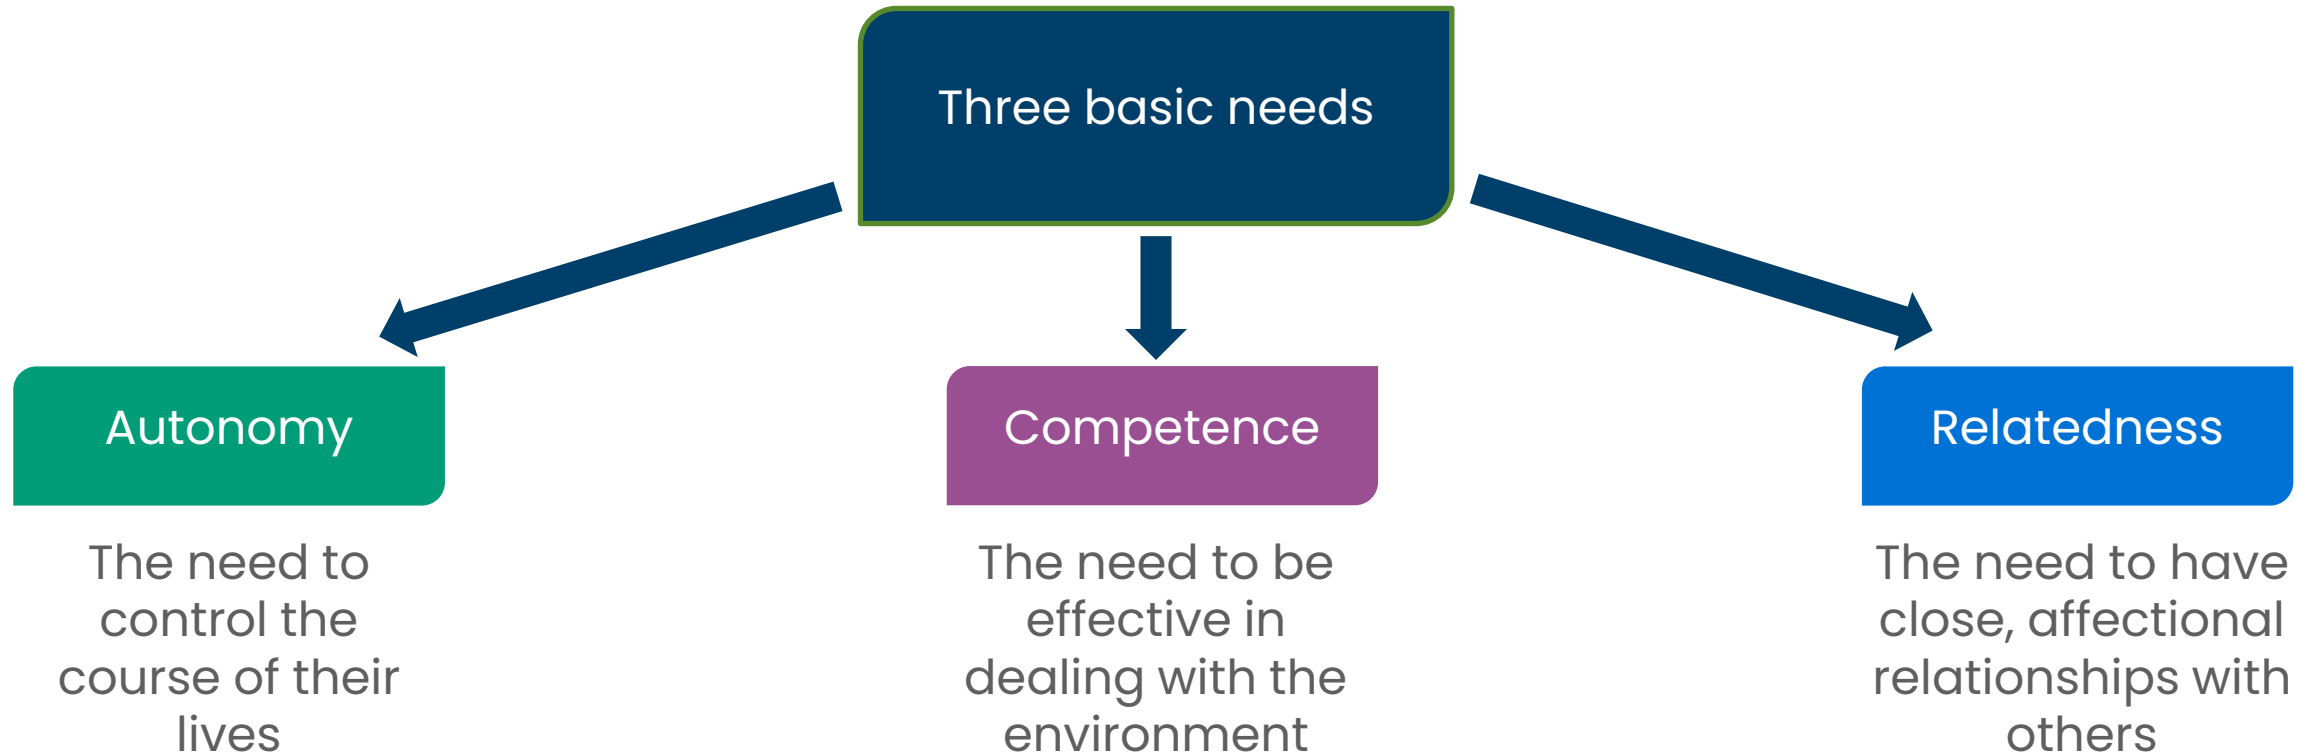 Three basic needs
Autonomy
The need to
control the
course of their
lives
Competence
The need to be
effective in
dealing with the
environment
Relatedness
The need to have
close, affectional
relationships with
others